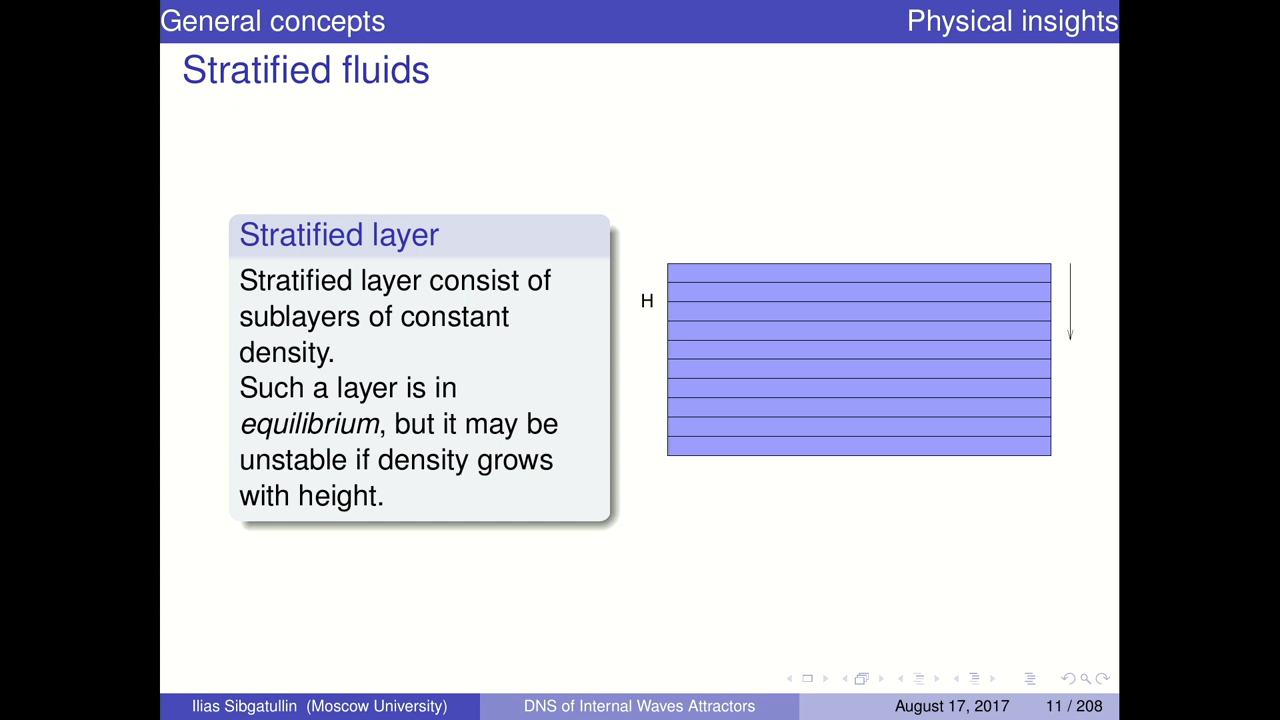 General concepts
Physical insights
Stratified fluids
Stratified layer
Stratified layer consist of
sublayers of constant
density.
Such a layer is in
equilibrium, but it may be
unstable if density grows
with height.
H
Ilias Sibgatullin (Moscow University)
DNS of Internal Waves Attractors
August 17, 2017
11 / 208